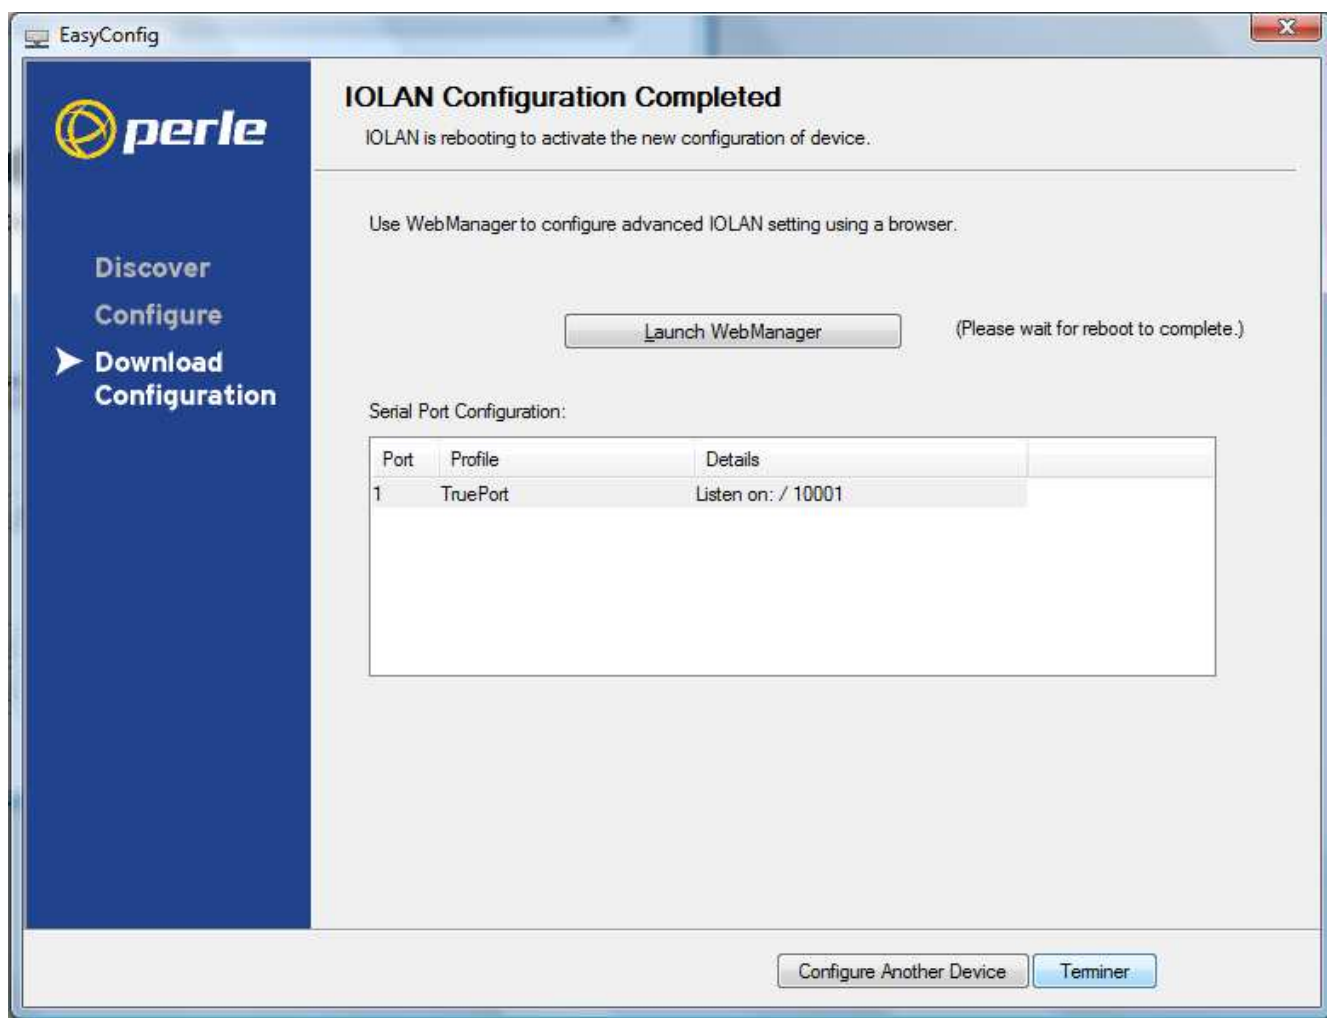 EasyConfig
perle
Discover
Configure
Download
Configuration
IOLAN Configuration Completed
IOLAN is rebooting to activate the new configuration of device.
Use WebManager to configure advanced IOLAN setting using a browser.
Launch WebManager
(Please wait for reboot to complete.)
Serial Port Configuration:
Port Profile Details
1 TruePort Listen on: / 10001
Configure Another Device Terminer